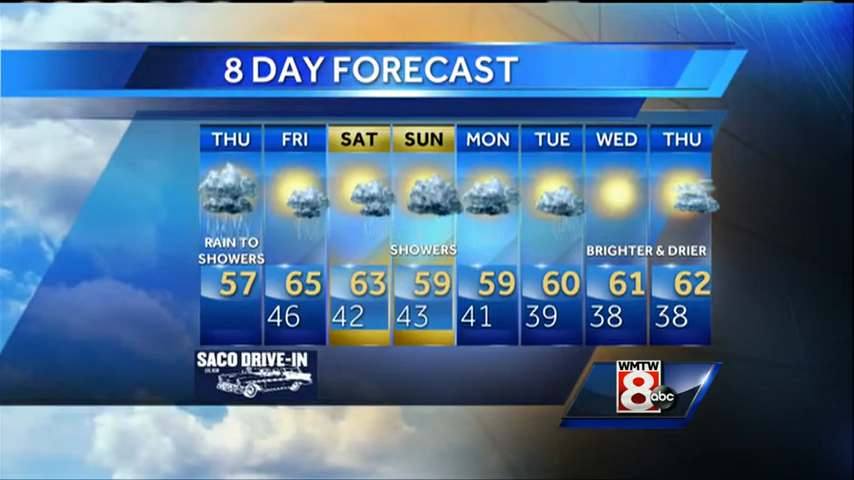 8 DAY FORECAST
THU FRI SAT SUN MON TUE WED THU
RAIN TO
SHOWERS
SHOWERS
BRIGHTER & DRIER
57 65 63 59 59 60 61 62
46 42 43 41 39 38 38
SACO DRIVE-IN
WMTW
8
abc